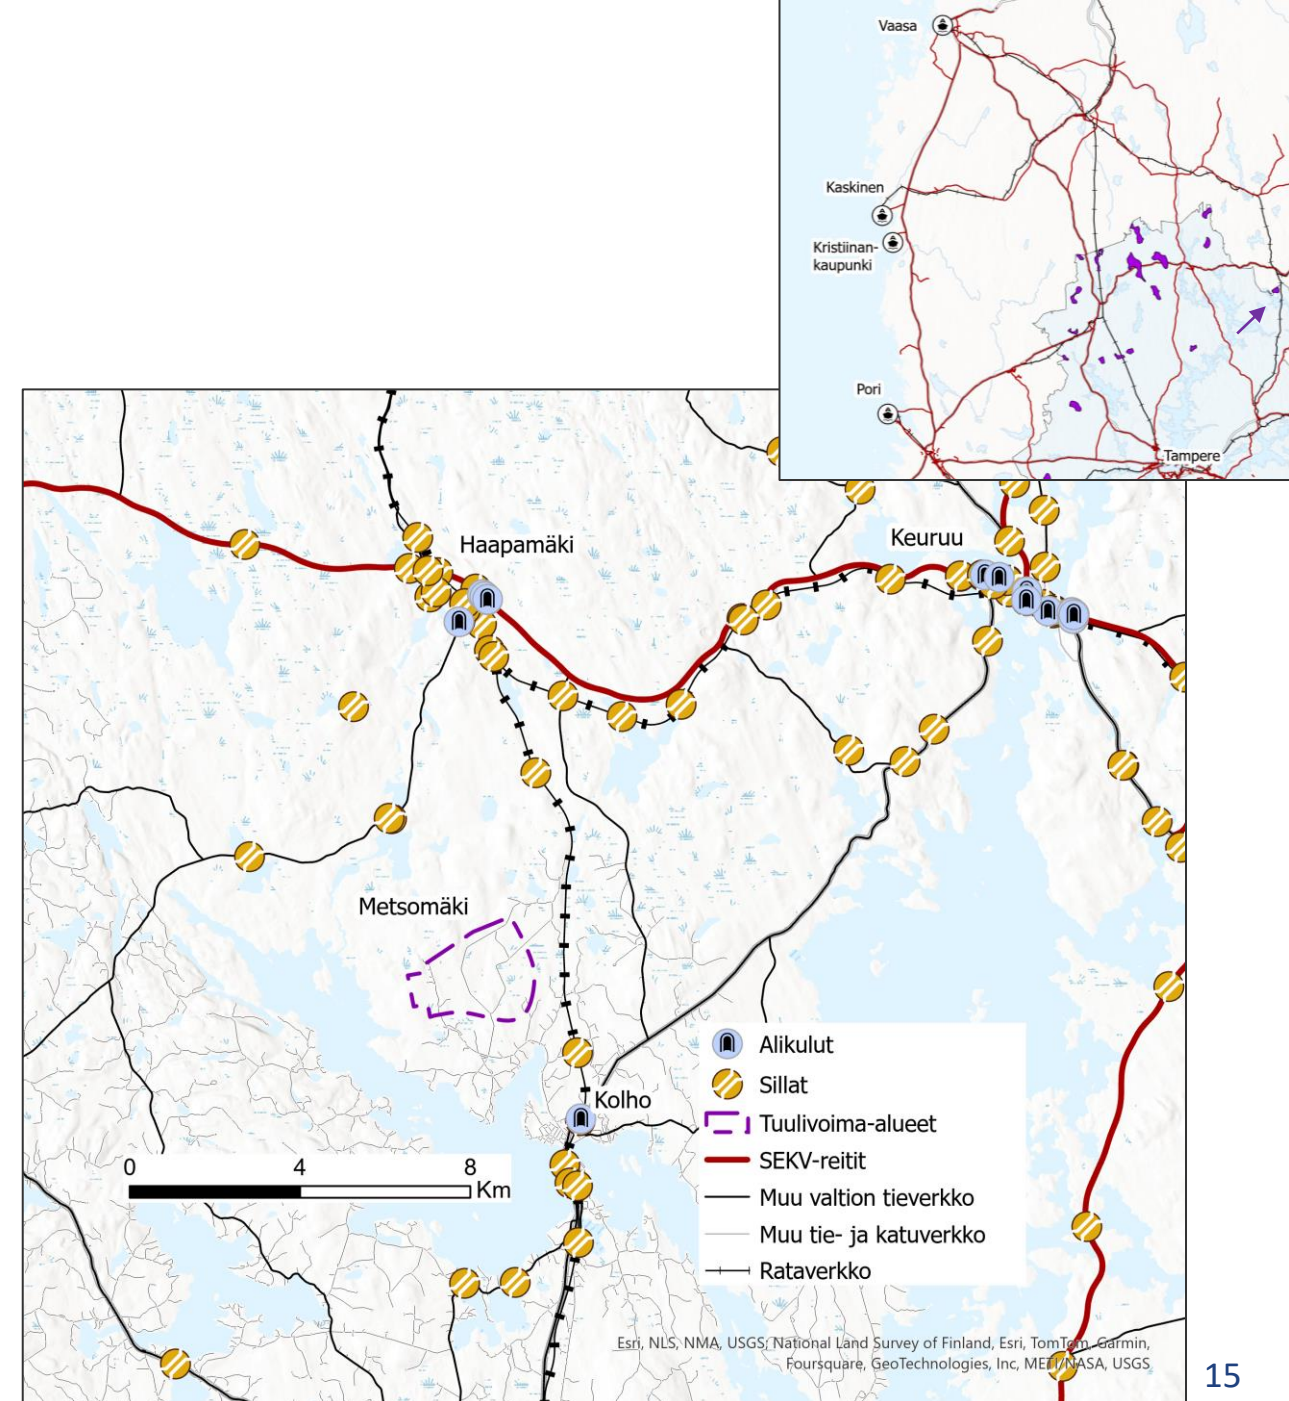 Vaasa
Kaskinen
Kristiinan-
kaupunki
Pori
Tampere
Haapamäki
Keuruu
Metsomäki
Kolho
Alikulut
Sillat
Tuulivoima-alueet
SEKV-reitit
Muu valtion tieverkko
Muu tie- ja katuverkko
Rataverkko
0 4 8
Km
Esri, NLS, NMA, USGS, National Land Survey of Finland, Esri, TomTom, Garmin,
Foursquare, GeoTechnologies, Inc, METI/NASA, USGS
15